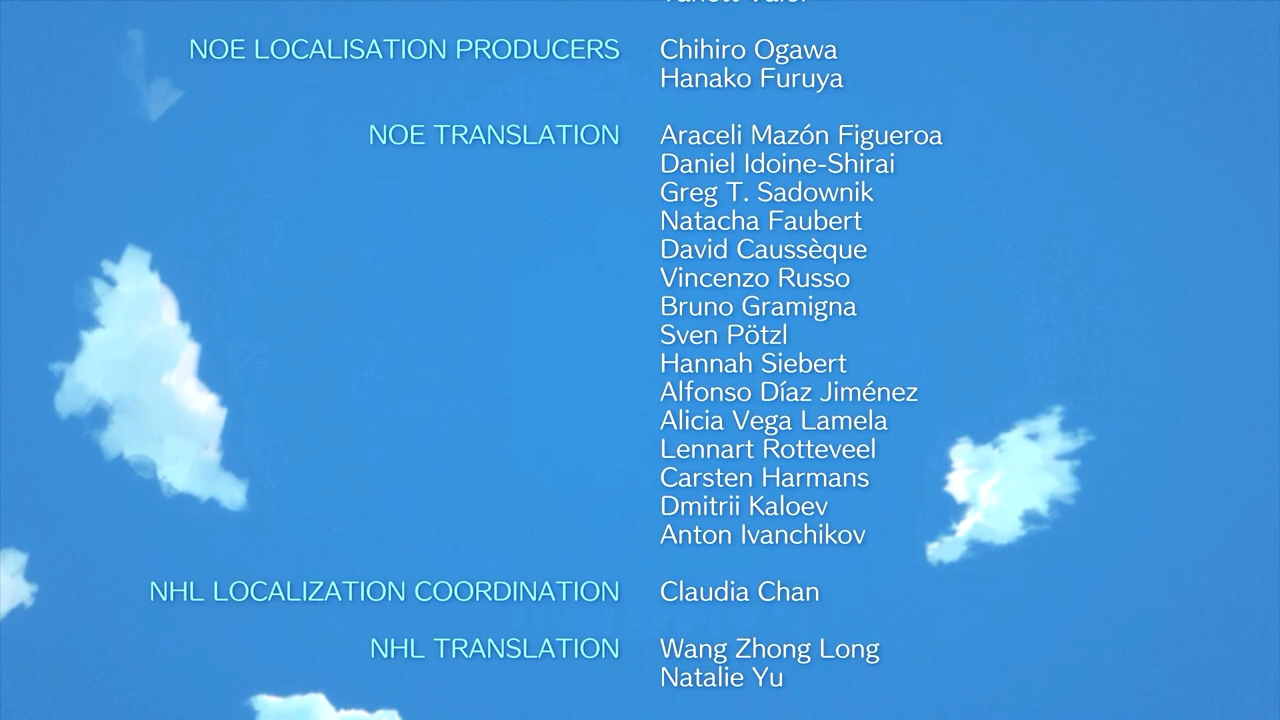 NOE LOCALISATION PRODUCERS Chihiro Ogawa
Hanako Furuya
NOE TRANSLATION Araceli Mazón Figueroa
Daniel Idoine-Shirai
Greg T. Sadownik
Natacha Faubert
David Caussèque
Vincenzo Russo
Bruno Gramigna
Sven Pötzl
Hannah Siebert
Alfonso Díaz Jiménez
Alicia Vega Lamela
Lennart Rotteveel
Carsten Harmans
Dmitrii Kaloev
Anton Ivanchikov
NHL LOCALIZATION COORDINATION Claudia Chan
NHL TRANSLATION Wang Zhong Long
Natalie Yu